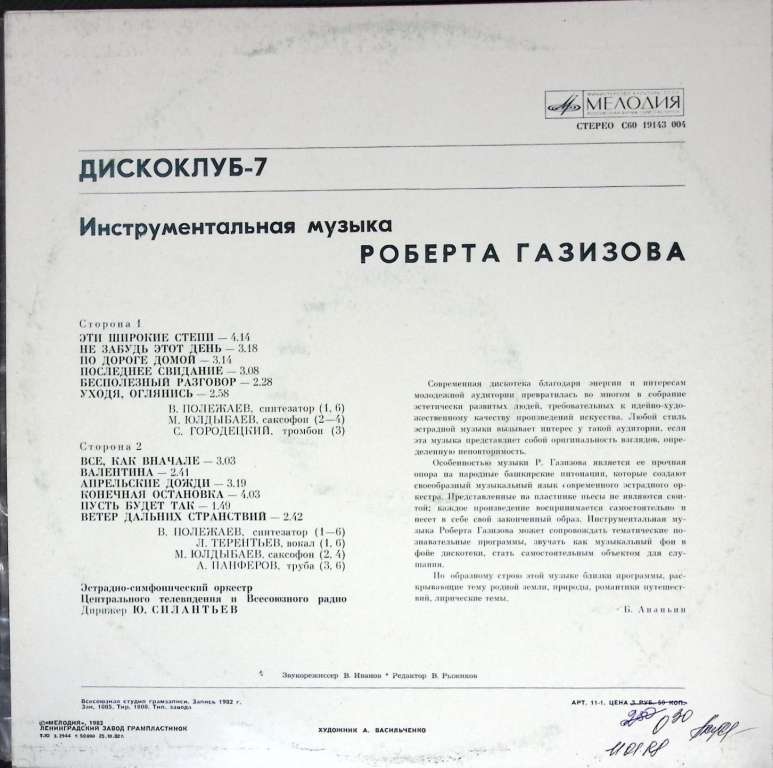 МЕЛОДИЯ
СТЕРЕО С60 19143 004
ДИСКОКЛУБ-7
Инструментальная музыка
РОБЕРТА ГАЗИЗОВА
Сторона 1
ЭТИ ШИРОКИЕ СТЕПИ — 4.14
НЕ ЗАБУДЬ ЭТОТ ДЕНЬ — 3.18
ПО ДОРОГЕ ДОМОЙ — 3.14
ПОСЛЕДНЕЕ СВИДАНИЕ — 3.08
БЕСПОЛЕЗНЫЙ РАЗГОВОР — 2.28
УХОДЯ, ОГЛЯНИСЬ — 2.58
В. ПОЛЕЖАЕВ, синтезатор (1, 6)
М. ЮЛДЫБАЕВ, саксофон (2—4)
С. ГОРОДЕЦКИЙ, тромбон (3)
Сторона 2
ВСЕ, КАК ВНАЧАЛЕ — 3.03
ВАЛЕНТИНА — 2.41
АПРЕЛЬСКИЕ ДОЖДИ — 3.19
КОНЕЧНАЯ ОСТАНОВКА — 4.03
ПУСТЬ БУДЕТ ТАК — 1.49
ВЕТЕР ДАЛЬНИХ СТРАНСТВИЙ — 2.42
В. ПОЛЕЖАЕВ, синтезатор (1—6)
Л. ТЕРЕНТЬЕВ, вокал (1, 6)
М. ЮЛДЫБАЕВ, саксофон (2, 4)
А. ПАНФЕРОВ, труба (3, 6)
Эстрадно-симфонический оркестр
Центрального телевидения и Всесоюзного радио
Дирижер Ю. СИЛАНТЬЕВ
Современная дискотека благодаря энергии и интересам
молодежной аудитории превратилась во многом в собрание
эстетически развитых людей, требовательных к идейно-худо-
жественному качеству произведений искусства. Любой стиль
эстрадной музыки вызывает интерес у такой аудитории, если
эта музыка представляет собой оригинальность взглядов, опре-
деленную неповторимость.
Особенностью музыки Р. Газизова является ее прочная
опора на народные башкирские интонации, которые создают
своеобразный музыкальный язык современного эстрадного ор-
кестра. Представленные на пластинке пьесы не являются сюи-
той; каждое произведение воспринимается самостоятельно и
несет в себе свой законченный образ. Инструментальная му-
зыка Роберта Газизова может сопровождать тематические по-
знавательные программы, звучать как музыкальный фон в
фойе дискотеки, стать самостоятельным объектом для слу-
шания.
По образному строю этой музыке близки программы, рас-
крывающие тему родной земли, природы, романтики путешест-
вий, лирические темы.
Б. Ананьин
Звукорежиссер В. Иванов * Редактор В. Рыжиков
Всесоюзная студия грамзаписи. Запись 1982 г.
Зак. 1085. Тир. 1800. Тип. завода
АРТ. 11-1. ЦЕНА 3 РУБ. 50 КОП.
©«МЕЛОДИЯ», 1983
ЛЕНИНГРАДСКИЙ ЗАВОД ГРАМПЛАСТИНОК
ХУДОЖНИК А. ВАСИЛЬЧЕНКО